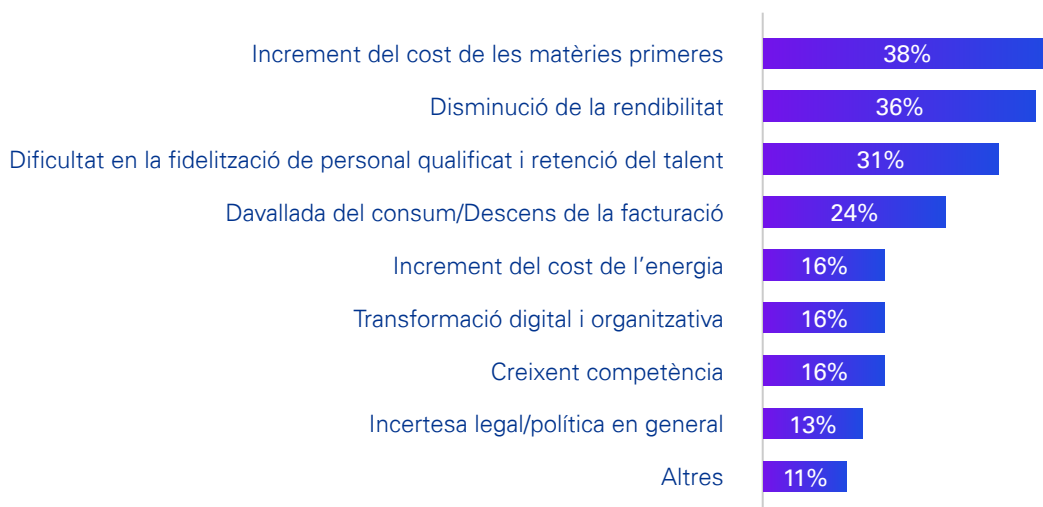 Increment del cost de les matèries primeres 38%
Disminució de la rendibilitat 36%
Dificultat en la fidelització de personal qualificat i retenció del talent 31%
Davallada del consum/Descens de la facturació 24%
Increment del cost de l’energia 16%
Transformació digital i organitzativa 16%
Creixent competència 16%
Incertesa legal/política en general 13%
Altres 11%